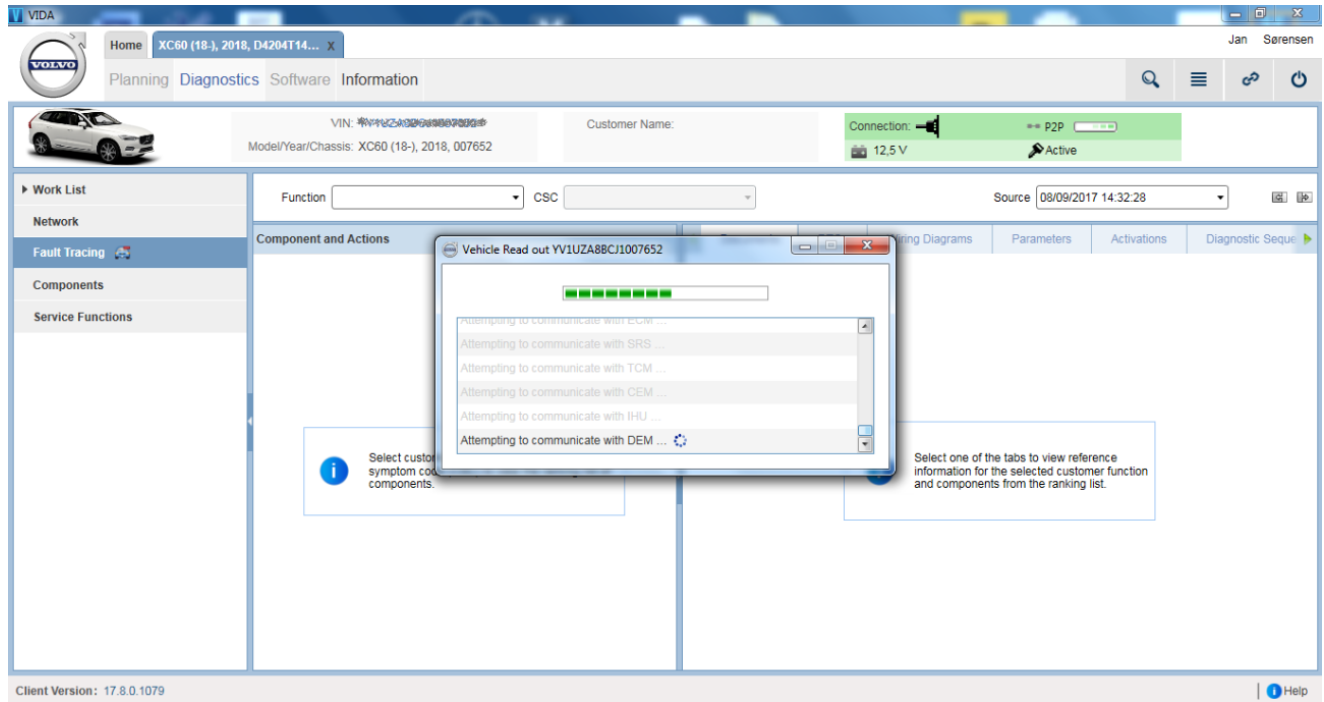 VIDA
Home XC60 (18-), 2018, D4204T14... X
Jan Sørensen
VOLVO
Planning Diagnostics Software Information
VIN:
Customer Name:
Connection:
P2P
Model/Year/Chassis: XC60 (18-), 2018, 007652
12,5 V
Active
Work List
Network
Fault Tracing
Components
Service Functions
Function
CSC
Source 08/09/2017 14:32:28
Component and Actions
Diagrams
Parameters
Activations
Diagnostic Seque
Vehicle Read out YV1UZA8BCJ1007652
Attempting to communicate with ECM ...
Attempting to communicate with SRS ...
Attempting to communicate with TCM ...
Attempting to communicate with CEM ...
Attempting to communicate with IHU ...
Attempting to communicate with DEM ...
Select
symptom
components.
Select one of the tabs to view reference
information for the selected customer function
and components from the ranking list.
Client Version: 17.8.0.1079
Help